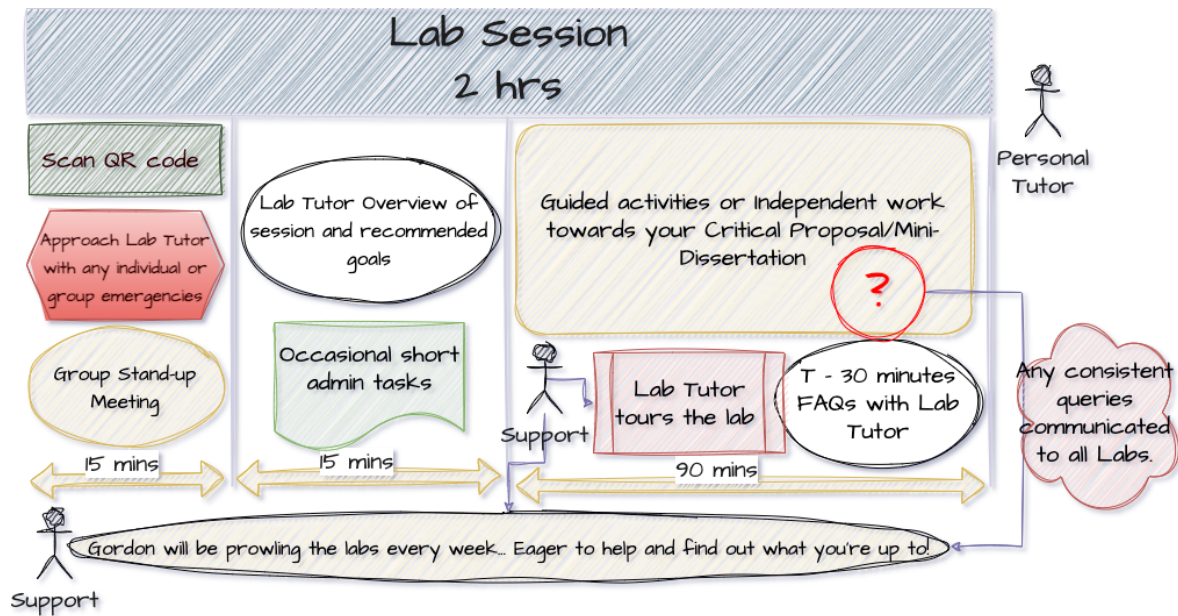 Lab Session
2 hrs
Scan QR code
Approach Lab Tutor
with any individual or
group emergencies
Group Stand-up
Meeting
15 mins
Lab Tutor Overview of
session and recommended
goals
Occasional short
admin tasks
15 mins
Guided activities or Independent work
towards your Critical Proposal/Mini-
Dissertation
?
Support
Lab Tutor
tours the lab
T - 30 minutes
FAQs with Lab
Tutor
90 mins
Personal
Tutor
Any consistent
queries
communicated
to all Labs.
Gordon will be prowling the labs every week... Eager to help and find out what you're up to!
Support